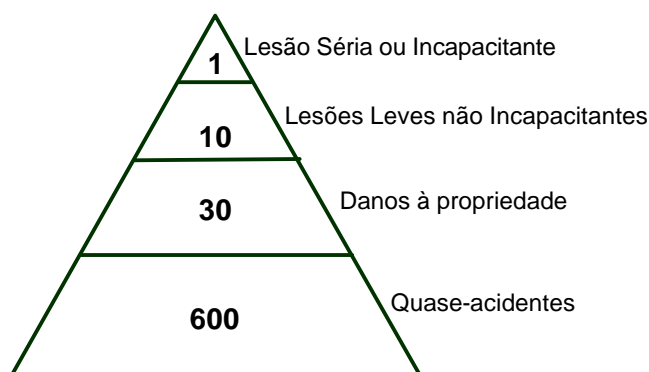 1
Lesão Séria ou Incapacitante
10
Lesões Leves não Incapacitantes
30
Danos à propriedade
600
Quase-acidentes